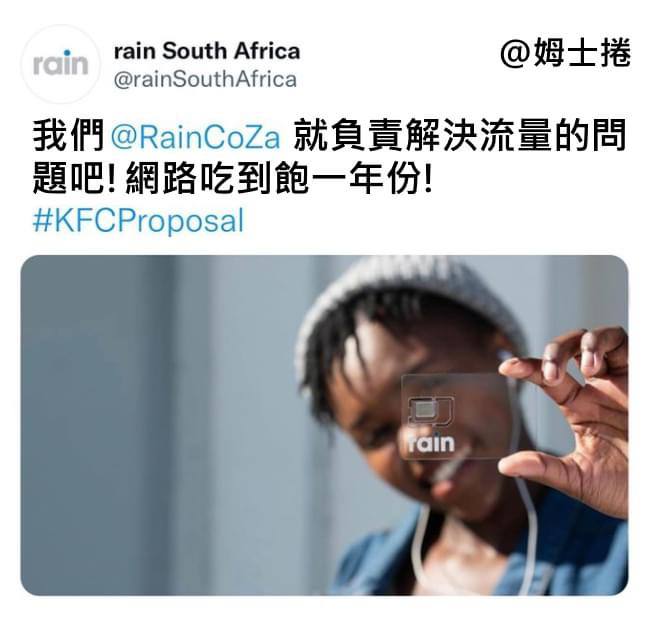 rain
rain South Africa
@rainSouthAfrica
@姆士捲
我們@RainCoZa 就負責解決流量的問
題吧! 網路吃到飽一年份!
#KFCProposal
rain